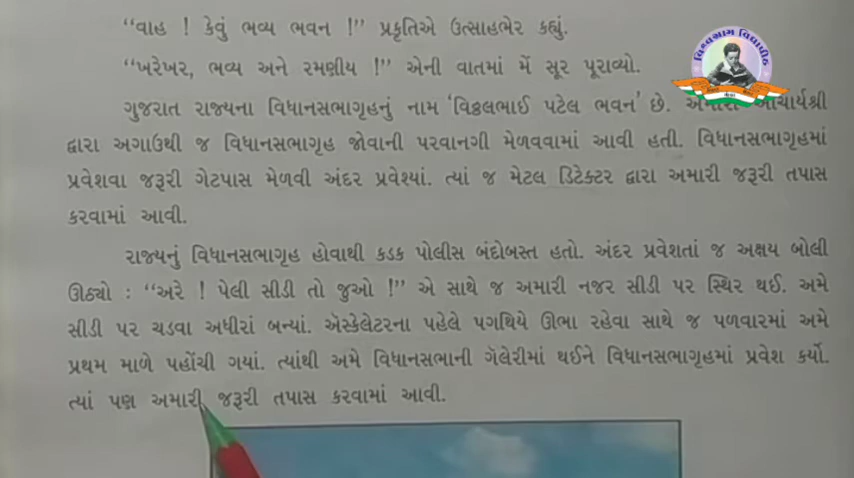 “વાહ ! કેવું ભવ્ય ભવન !” પ્રકૃતિએ ઉત્સાહભેર કહ્યું.
“ખરેખર, ભવ્ય અને રમણીય !” એની વાતમાં મેં સૂર પૂરાવ્યો.
વિશ્વગ્રામ વિદ્યાપીઠ
ગુજરાત રાજ્યના વિધાનસભાગૃહનું નામ ‘વિઠ્ઠલભાઈ પટેલ ભવન’ છે. અમારા આચાર્યશ્રી
દ્વારા અગાઉથી જ વિધાનસભાગૃહ જોવાની પરવાનગી મેળવવામાં આવી હતી. વિધાનસભાગૃહમાં
પ્રવેશવા જરૂરી ગેટપાસ મેળવી અંદર પ્રવેશ્યાં. ત્યાં જ મેટલ ડિટેક્ટર દ્વારા અમારી જરૂરી તપાસ
કરવામાં આવી.
રાજ્યનું વિધાનસભાગૃહ હોવાથી કડક પોલીસ બંદોબસ્ત હતો. અંદર પ્રવેશતાં જ અક્ષય બોલી
ઊઠ્યો : “અરે ! પેલી સીડી તો જુઓ !” એ સાથે જ અમારી નજર સીડી પર સ્થિર થઈ. અમે
સીડી પર ચડવા અધીરાં બન્યાં. ઍસ્કેલેટરના પહેલે પગથિયે ઊભા રહેવા સાથે જ પળવારમાં અમે
પ્રથમ માળે પહોંચી ગયાં. ત્યાંથી અમે વિધાનસભાની ગૅલેરીમાં થઈને વિધાનસભાગૃહમાં પ્રવેશ કર્યો.
ત્યાં પણ અમારી જરૂરી તપાસ કરવામાં આવી.